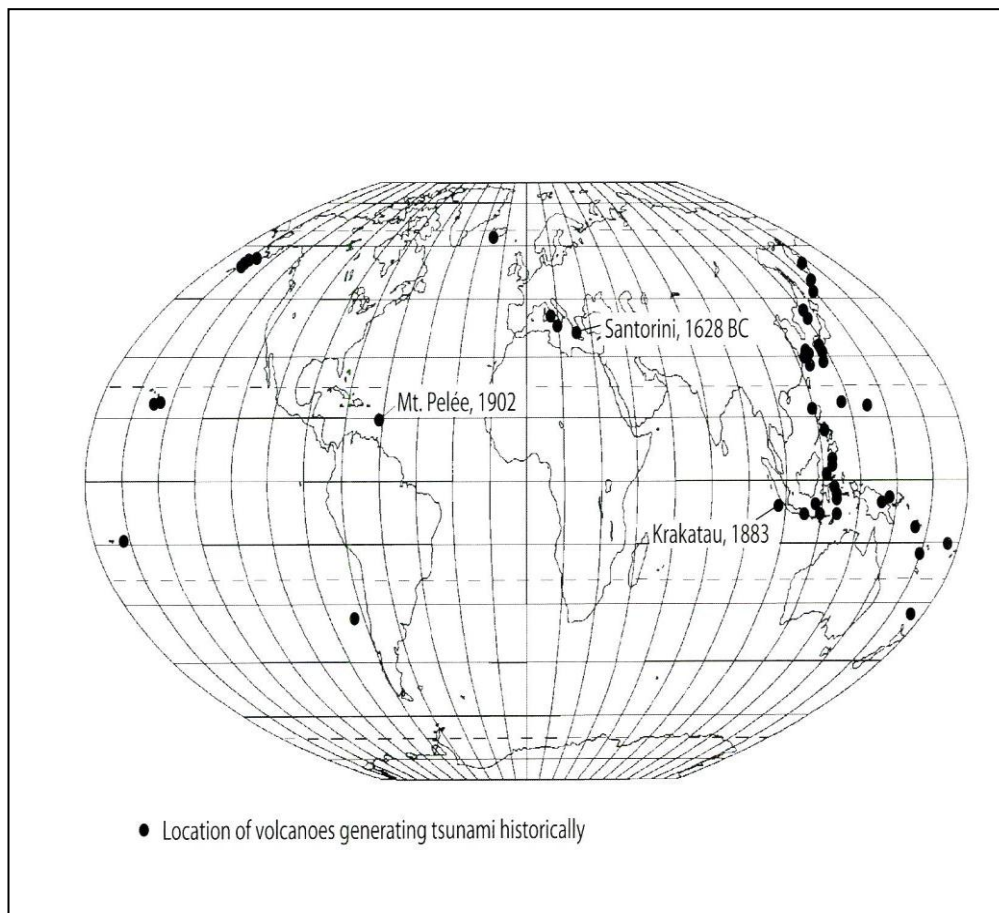 Santorini, 1628 BC
Mt. Pelée, 1902
Krakatau, 1883
Location of volcanoes generating tsunami historically